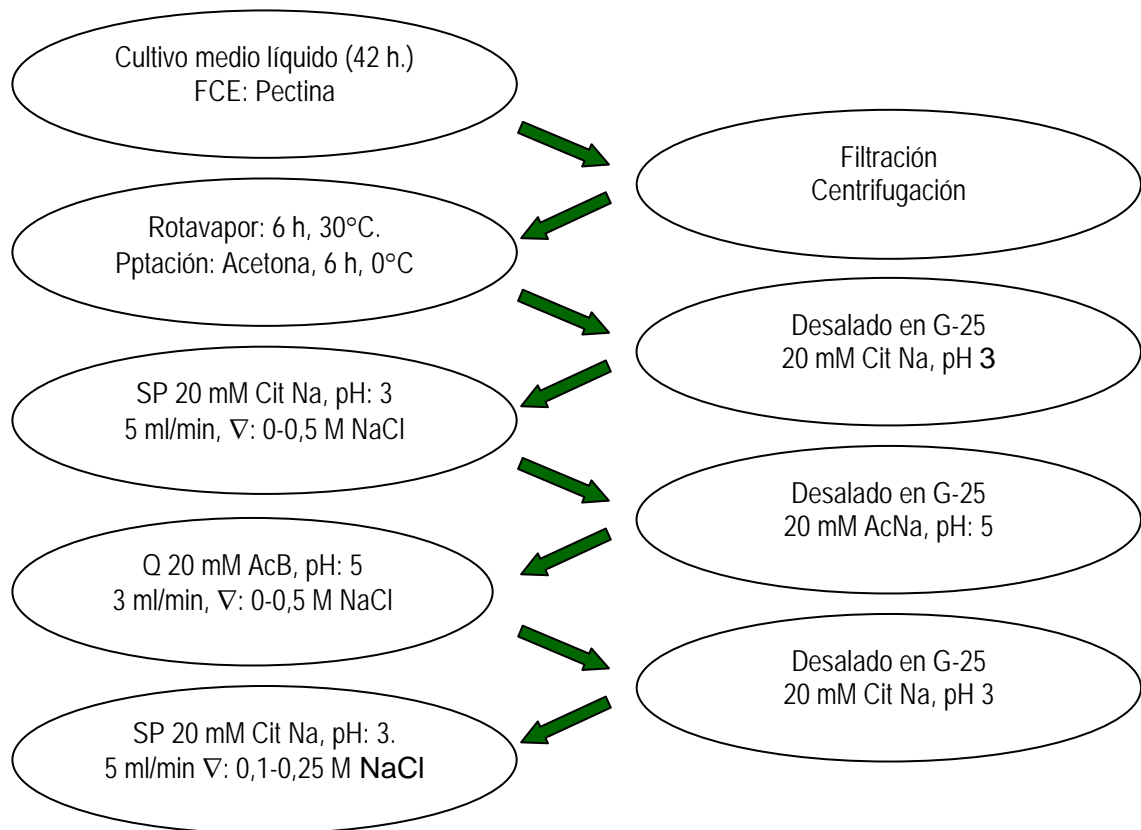 Cultivo medio líquido (42 h.)
FCE: Pectina
Filtración
Centrifugación
Rotavapor: 6 h, 30°C.
Pptación: Acetona, 6 h, 0°C
Desalado en G-25
20 mM Cit Na, pH 3
SP 20 mM Cit Na, pH: 3
5 ml/min, ∇: 0-0,5 M NaCl
Desalado en G-25
20 mM AcNa, pH: 5
Q 20 mM AcB, pH: 5
3 ml/min, ∇: 0-0,5 M NaCl
Desalado en G-25
20 mM Cit Na, pH 3
SP 20 mM Cit Na, pH: 3.
5 ml/min ∇: 0,1-0,25 M NaCl